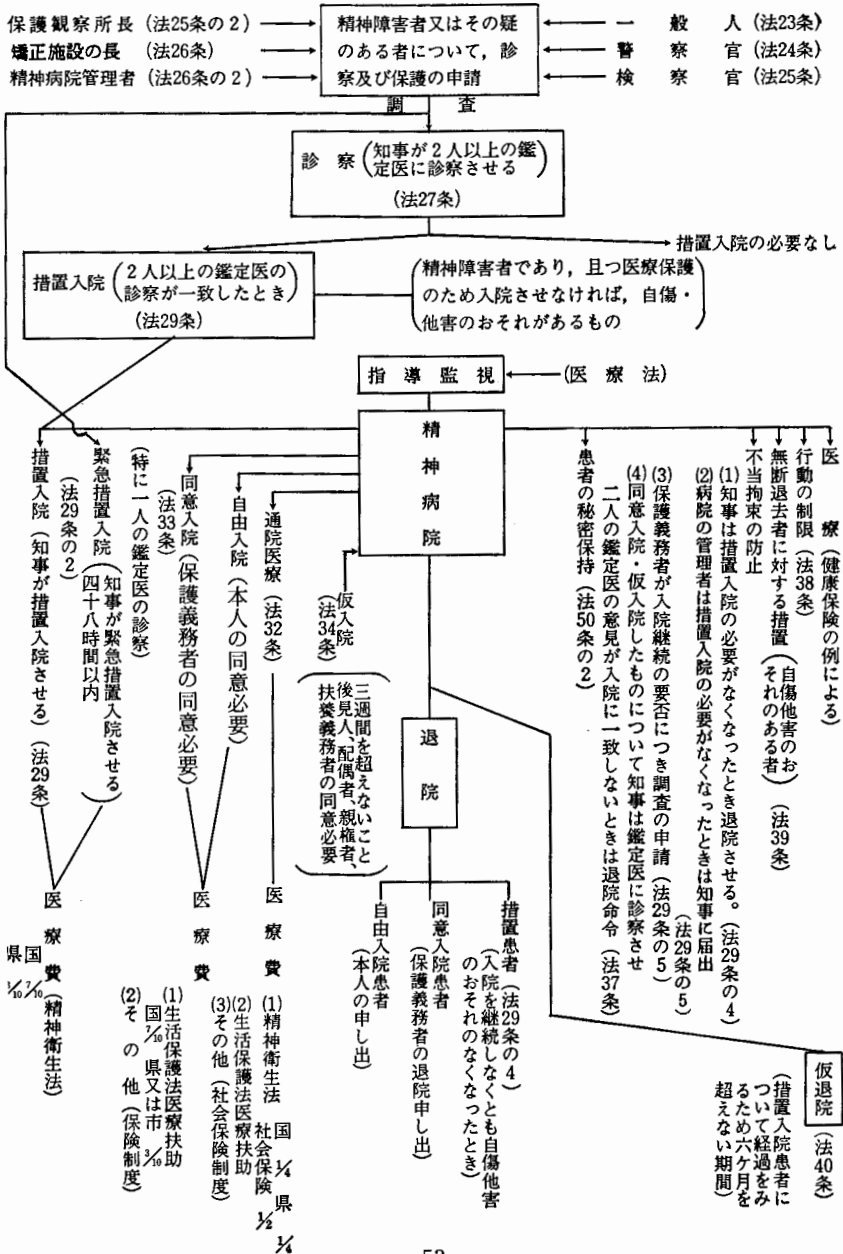 保護観察所長（法25条の２）
矯正施設の長（法26条）
精神病院管理者（法26条の２）
精神障害者又はその疑
のある者について，診
察及び保護の申請
一般人（法23条）
警察官（法24条）
検察官（法25条）
調査
診察（知事が２人以上の鑑
定医に診察させる）
（法27条）
措置入院の必要なし
措置入院（２人以上の鑑定医の
診察が一致したとき）
（法29条）
（精神障害者であり，且つ医療保護
のため入院させなければ，自傷・
他害のおそれがあるもの）
指導監視
（医療法）
精神病院
医療（健康保険の例による）
行動の制限（法38条）
無断退去者に対する措置（自傷他害のお
それのある者）（法39条）
不当拘束の防止
(1)知事は措置入院の必要がなくなったとき退院させる。（法29条の４）
(2)病院の管理者は措置入院の必要がなくなったときは知事に届出
（法29条の５）
(3)保護義務者が入院継続の要否につき調査の申請（法29条の５）
(4)同意入院・仮入院したものについて知事は鑑定医に診察させ
二人の鑑定医の意見が入院に一致しないときは退院命令（法37条）
患者の秘密保持（法50条の２）
仮入院
（法34条）
（三週間を超えないこと
後見人、配偶者、親権者、
扶養義務者の同意必要）
通院医療（法32条）
自由入院（本人の同意必要）
同意入院（保護義務者の同意必要）
（法33条）
（特に一人の鑑定医の診察）
緊急措置入院（知事が緊急措置入院させる
四十八時間以内）
（法29条の２）
措置入院（知事が措置入院させる）（法29条）
退院
措置患者（法29条の４）
（入院を継続しなくとも自傷他害
のおそれのなくなったとき）
同意入院患者
（保護義務者の退院申し出）
自由入院患者
（本人の申し出）
仮退院（法40条）
（措置入院患者に
ついて経過をみ
るため六ケ月を
超えない期間）
医療費
(1)精神衛生法 国¼ 県¼
社会保険½
(2)生活保護法医療扶助
(3)その他（社会保険制度）
医療費
(1)生活保護法医療扶助
国7/10 県又は市3/10
(2)その他（保険制度）
医療費（精神衛生法）
国7/10
県
53